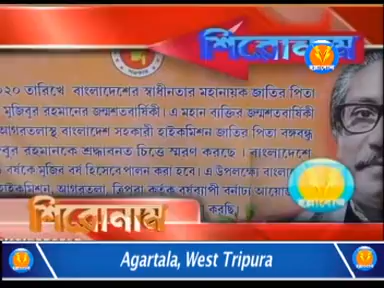 শিরোনাম
২০ তারিখে বাংলাদেশের স্বাধীনতার মহানায়ক জাতির পিতা
মুজিবুর রহমানের জন্মশতবার্ষিকী। এ মহান ব্যক্তির জন্মশতবার্ষিকী
আগরতলাস্থ বাংলাদেশ সহকারী হাইকমিশন জাতির পিতা বঙ্গবন্ধু
বুর রহমানকে শ্রদ্ধাবনত চিত্তে স্মরণ করছে । বাংলাদেশে
বর্ষকে মুজিব বর্ষ হিসেবে পালন করা হবে। এ উপলক্ষ্যে বাংলা
হাইকমিশন, আগরতলা, ত্রিপুরা কর্তৃক বর্ষব্যাপী বর্নাঢ্য আয়ো
করছি।
শিরোনাম
Agartala, West Tripura